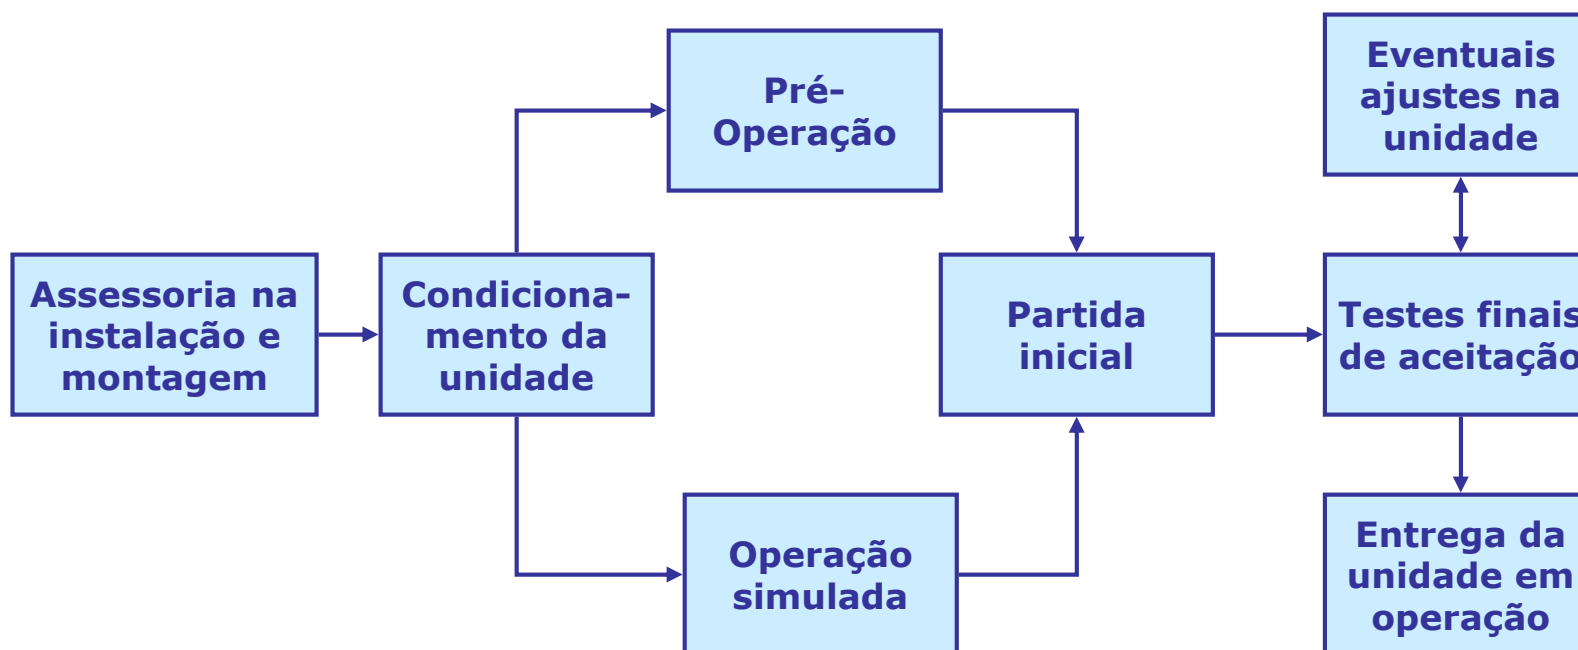 Assessoria na
instalação e
montagem
Condiciona-
mento da
unidade
Pré-
Operação
Operação
simulada
Partida
inicial
Eventuais
ajustes na
unidade
Testes finais
de aceitação
Entrega da
unidade em
operação